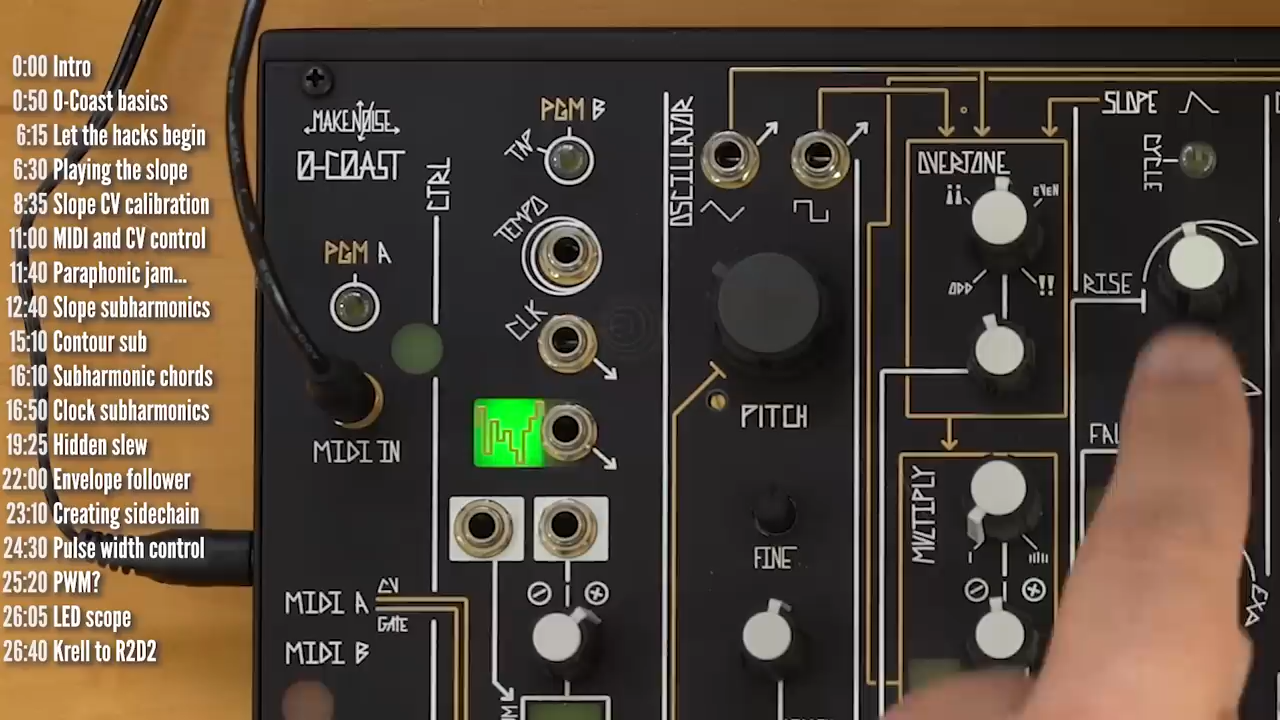 0:00 Intro
0:50 0-Coast basics
6:15 Let the hacks begin
6:30 Playing the slope
8:35 Slope CV calibration
11:00 MIDI and CV control
11:40 Paraphonic jam...
12:40 Slope subharmonics
15:10 Contour sub
16:10 Subharmonic chords
16:50 Clock subharmonics
19:25 Hidden slew
22:00 Envelope follower
23:10 Creating sidechain
24:30 Pulse width control
25:20 PWM?
26:05 LED scope
26:40 Krell to R2D2
MAKENOISE
0-COAST
CTRL
PGM A
MIDI IN
MIDI A
CV
GATE
MIDI B
PGM B
TAP
TEMPO
CLK
OSCILLATOR
PITCH
FINE
OVERTONE
¡¡
EVEN
ODD
!!
MULTIPLY
SLOPE
CYCLE
RISE